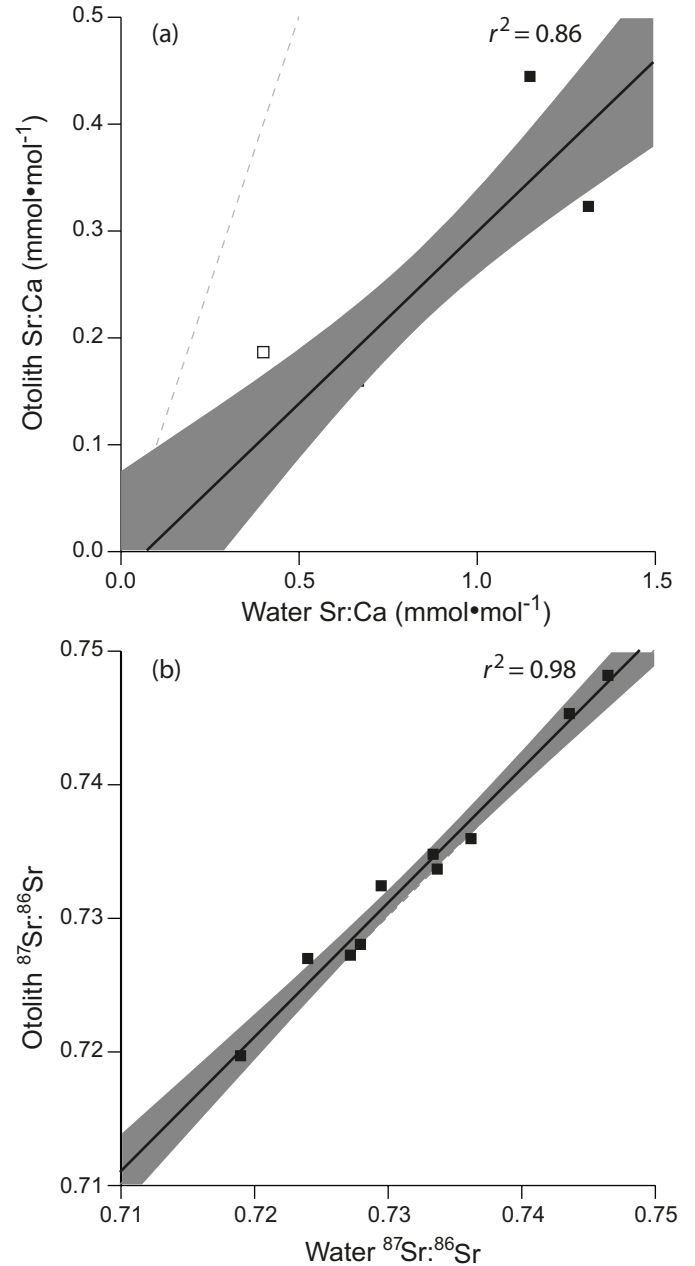 (a)
r² = 0.86
0.5
0.4
0.3
0.2
0.1
0.0
Otolith Sr:Ca (mmol•mol⁻¹)
0.0 0.5 1.0 1.5
Water Sr:Ca (mmol•mol⁻¹)
(b)
r² = 0.98
0.75
0.74
0.73
0.72
0.71
Otolith ⁸⁷Sr:⁸⁶Sr
0.71 0.72 0.73 0.74 0.75
Water ⁸⁷Sr:⁸⁶Sr